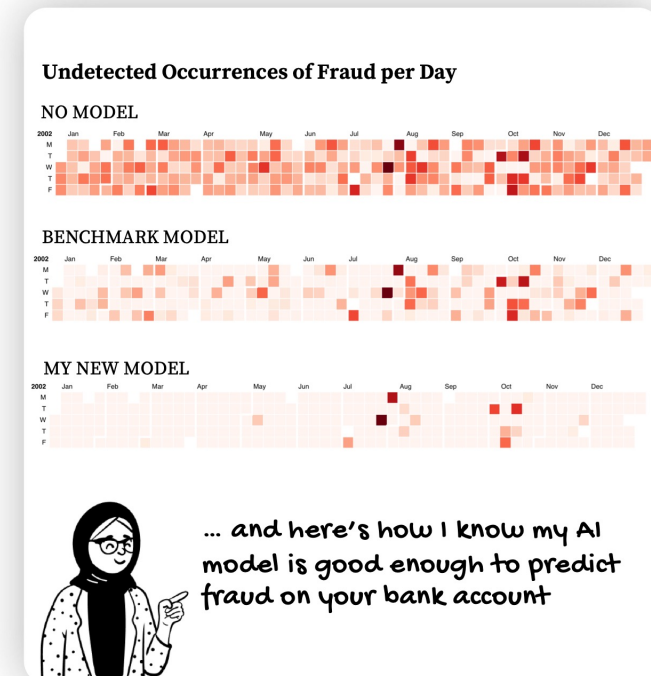 Undetected Occurrences of Fraud per Day
NO MODEL
2002 Jan Feb Mar Apr May Jun Jul Aug Sep Oct Nov Dec
M
T
W
T
F
BENCHMARK MODEL
2002 Jan Feb Mar Apr May Jun Jul Aug Sep Oct Nov Dec
M
T
W
T
F
MY NEW MODEL
2002 Jan Feb Mar Apr May Jun Jul Aug Sep Oct Nov Dec
M
T
W
T
F
... and here's how I know my AI
model is good enough to predict
fraud on your bank account